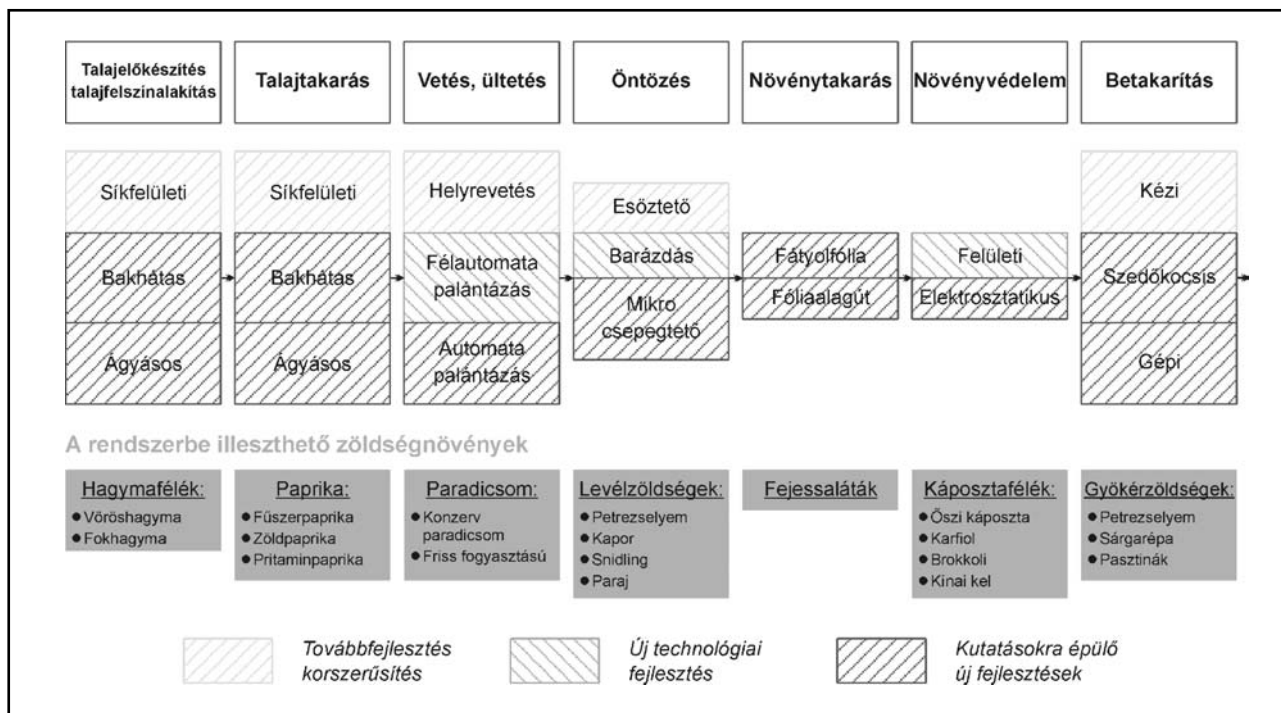 Talajelőkészítés
talajfelszinalakítás
Talajtakarás
Vetés, ültetés
Öntözés
Növénytakarás
Növényvédelem
Betakarítás
Síkfelületi
Bakhátas
Ágyásos
Síkfelületi
Bakhátas
Ágyásos
Helyrevetés
Félautomata
palántázás
Automata
palántázás
Esőztető
Barázdás
Mikro
csepegtető
Fátyolfólia
Fóliaalagút
Felületi
Elektrosztatikus
Kézi
Szedőkocsis
Gépi
A rendszerbe illeszthető zöldségnövények
Hagymafélék:
● Vöröshagyma
● Fokhagyma
Paprika:
● Fűszerpaprika
● Zöldpaprika
● Pritaminpaprika
Paradicsom:
● Konzerv
paradicsom
● Friss fogyasztású
Levélzöldségek:
● Petrezselyem
● Kapor
● Snidling
● Paraj
Fejessaláták
Káposztafélék:
● Őszi káposzta
● Karfiol
● Brokkoli
● Kinai kel
Gyökérzöldségek:
● Petrezselyem
● Sárgarépa
● Pasztinák
Továbbfejlesztés
korszerűsítés
Új technológiai
fejlesztés
Kutatásokra épülő
új fejlesztések